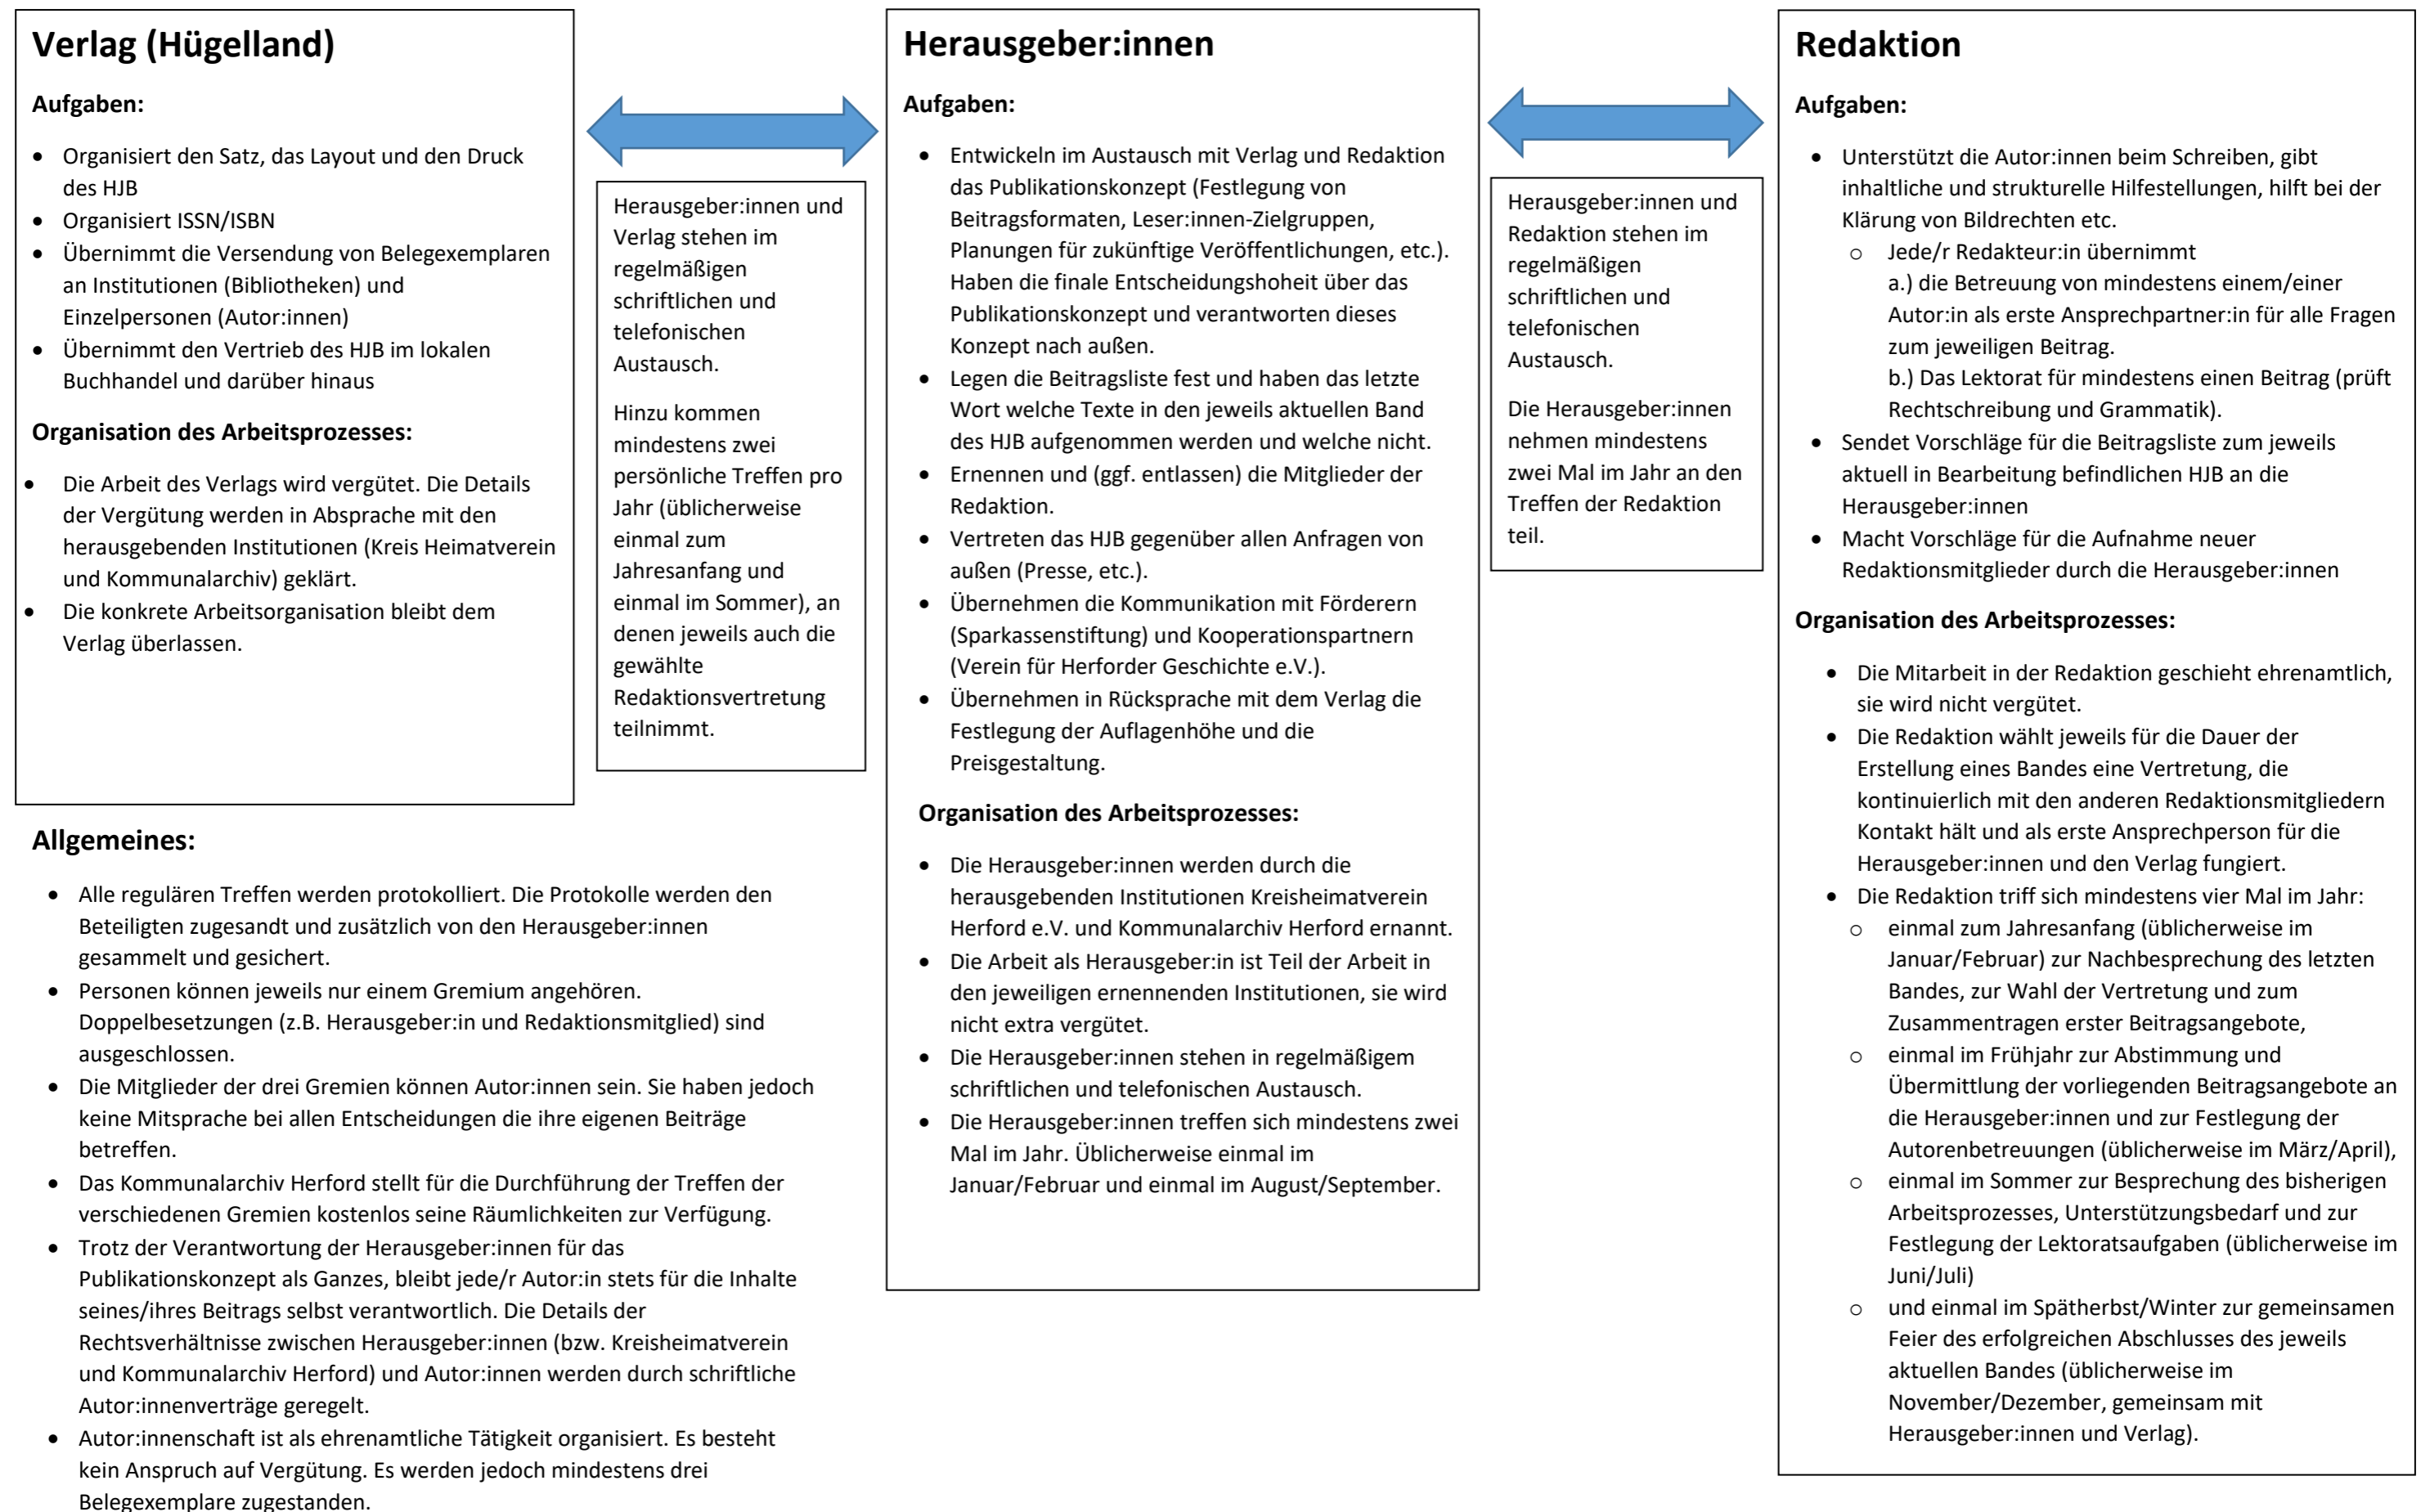 Verlag (Hügelland)
Aufgaben:
• Organisiert den Satz, das Layout und den Druck
des HJB
• Organisiert ISSN/ISBN
• Übernimmt die Versendung von Belegexemplaren
an Institutionen (Bibliotheken) und
Einzelpersonen (Autor:innen)
• Übernimmt den Vertrieb des HJB im lokalen
Buchhandel und darüber hinaus
Organisation des Arbeitsprozesses:
• Die Arbeit des Verlags wird vergütet. Die Details
der Vergütung werden in Absprache mit den
herausgebenden Institutionen (Kreis Heimatverein
und Kommunalarchiv) geklärt.
• Die konkrete Arbeitsorganisation bleibt dem
Verlag überlassen.
Herausgeber:innen und
Verlag stehen im
regelmäßigen
schriftlichen und
telefonischen
Austausch.
Hinzu kommen
mindestens zwei
persönliche Treffen pro
Jahr (üblicherweise
einmal zum
Jahresanfang und
einmal im Sommer), an
denen jeweils auch die
gewählte
Redaktionsvertretung
teilnimmt.
Herausgeber:innen
Aufgaben:
• Entwickeln im Austausch mit Verlag und Redaktion
das Publikationskonzept (Festlegung von
Beitragsformaten, Leser:innen-Zielgruppen,
Planungen für zukünftige Veröffentlichungen, etc.).
Haben die finale Entscheidungshoheit über das
Publikationskonzept und verantworten dieses
Konzept nach außen.
• Legen die Beitragsliste fest und haben das letzte
Wort welche Texte in den jeweils aktuellen Band
des HJB aufgenommen werden und welche nicht.
• Ernennen und (ggf. entlassen) die Mitglieder der
Redaktion.
• Vertreten das HJB gegenüber allen Anfragen von
außen (Presse, etc.).
• Übernehmen die Kommunikation mit Förderern
(Sparkassenstiftung) und Kooperationspartnern
(Verein für Herforder Geschichte e.V.).
• Übernehmen in Rücksprache mit dem Verlag die
Festlegung der Auflagenhöhe und die
Preisgestaltung.
Organisation des Arbeitsprozesses:
• Die Herausgeber:innen werden durch die
herausgebenden Institutionen Kreisheimatverein
Herford e.V. und Kommunalarchiv Herford ernannt.
• Die Arbeit als Herausgeber:in ist Teil der Arbeit in
den jeweiligen ernennenden Institutionen, sie wird
nicht extra vergütet.
• Die Herausgeber:innen stehen in regelmäßigem
schriftlichen und telefonischen Austausch.
• Die Herausgeber:innen treffen sich mindestens zwei
Mal im Jahr. Üblicherweise einmal im
Januar/Februar und einmal im August/September.
Herausgeber:innen und
Redaktion stehen im
regelmäßigen
schriftlichen und
telefonischen
Austausch.
Die Herausgeber:innen
nehmen mindestens
zwei Mal im Jahr an den
Treffen der Redaktion
teil.
Redaktion
Aufgaben:
• Unterstützt die Autor:innen beim Schreiben, gibt
inhaltliche und strukturelle Hilfestellungen, hilft bei der
Klärung von Bildrechten etc.
o Jede/r Redakteur:in übernimmt
a.) die Betreuung von mindestens einem/einer
Autor:in als erste Ansprechpartner:in für alle Fragen
zum jeweiligen Beitrag.
b.) Das Lektorat für mindestens einen Beitrag (prüft
Rechtschreibung und Grammatik).
• Sendet Vorschläge für die Beitragsliste zum jeweils
aktuell in Bearbeitung befindlichen HJB an die
Herausgeber:innen
• Macht Vorschläge für die Aufnahme neuer
Redaktionsmitglieder durch die Herausgeber:innen
Organisation des Arbeitsprozesses:
• Die Mitarbeit in der Redaktion geschieht ehrenamtlich,
sie wird nicht vergütet.
• Die Redaktion wählt jeweils für die Dauer der
Erstellung eines Bandes eine Vertretung, die
kontinuierlich mit den anderen Redaktionsmitgliedern
Kontakt hält und als erste Ansprechperson für die
Herausgeber:innen und den Verlag fungiert.
• Die Redaktion triff sich mindestens vier Mal im Jahr:
o einmal zum Jahresanfang (üblicherweise im
Januar/Februar) zur Nachbesprechung des letzten
Bandes, zur Wahl der Vertretung und zum
Zusammentragen erster Beitragsangebote,
o einmal im Frühjahr zur Abstimmung und
Übermittlung der vorliegenden Beitragsangebote an
die Herausgeber:innen und zur Festlegung der
Autorenbetreuungen (üblicherweise im März/April),
o einmal im Sommer zur Besprechung des bisherigen
Arbeitsprozesses, Unterstützungsbedarf und zur
Festlegung der Lektoratsaufgaben (üblicherweise im
Juni/Juli)
o und einmal im Spätherbst/Winter zur gemeinsamen
Feier des erfolgreichen Abschlusses des jeweils
aktuellen Bandes (üblicherweise im
November/Dezember, gemeinsam mit
Herausgeber:innen und Verlag).
Allgemeines:
• Alle regulären Treffen werden protokolliert. Die Protokolle werden den
Beteiligten zugesandt und zusätzlich von den Herausgeber:innen
gesammelt und gesichert.
• Personen können jeweils nur einem Gremium angehören.
Doppelbesetzungen (z.B. Herausgeber:in und Redaktionsmitglied) sind
ausgeschlossen.
• Die Mitglieder der drei Gremien können Autor:innen sein. Sie haben jedoch
keine Mitsprache bei allen Entscheidungen die ihre eigenen Beiträge
betreffen.
• Das Kommunalarchiv Herford stellt für die Durchführung der Treffen der
verschiedenen Gremien kostenlos seine Räumlichkeiten zur Verfügung.
• Trotz der Verantwortung der Herausgeber:innen für das
Publikationskonzept als Ganzes, bleibt jede/r Autor:in stets für die Inhalte
seines/ihres Beitrags selbst verantwortlich. Die Details der
Rechtsverhältnisse zwischen Herausgeber:innen (bzw. Kreisheimatverein
und Kommunalarchiv Herford) und Autor:innen werden durch schriftliche
Autor:innenverträge geregelt.
• Autor:innenschaft ist als ehrenamtliche Tätigkeit organisiert. Es besteht
kein Anspruch auf Vergütung. Es werden jedoch mindestens drei
Belegexemplare zugestanden.